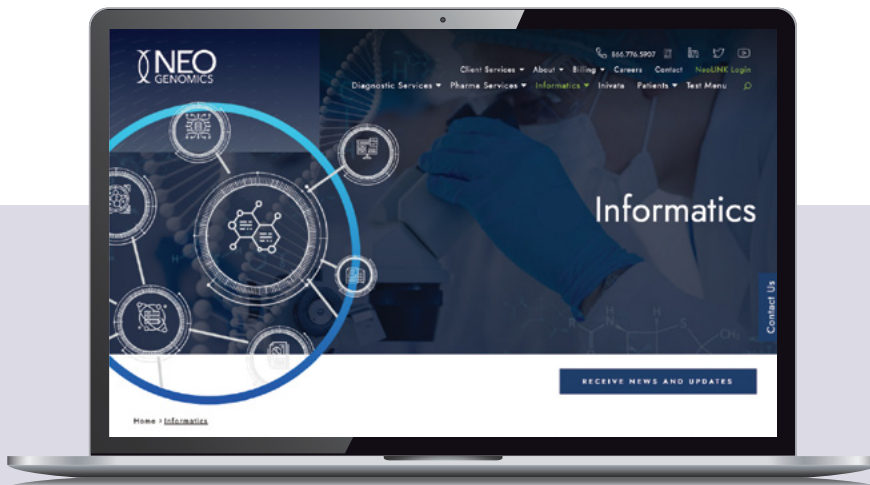 NEO
GENOMICS
866.776.5907
Client Services About Billing Careers Contact NeoLINK Login
Diagnostic Services Pharma Services Informatics Inivata Patients Test Menu
Informatics
Contact Us
RECEIVE NEWS AND UPDATES
Home > Informatics